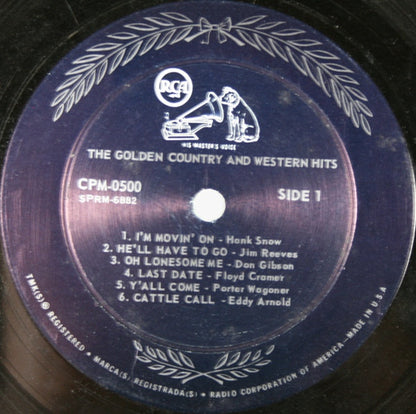 RCA
"HIS MASTER'S VOICE"
THE GOLDEN COUNTRY AND WESTERN HITS
CPM-0500
SPRM-6882
SIDE 1
1. I'M MOVIN' ON - Hank Snow
2. HE'LL HAVE TO GO - Jim Reeves
3. OH LONESOME ME - Don Gibson
4. LAST DATE - Floyd Cramer
5. Y'ALL COME - Porter Wagoner
6. CATTLE CALL - Eddy Arnold
TMK(S) ® REGISTERED • MARCA(S) REGISTRADA(S) • RADIO CORPORATION OF AMERICA-MADE IN U.S.A